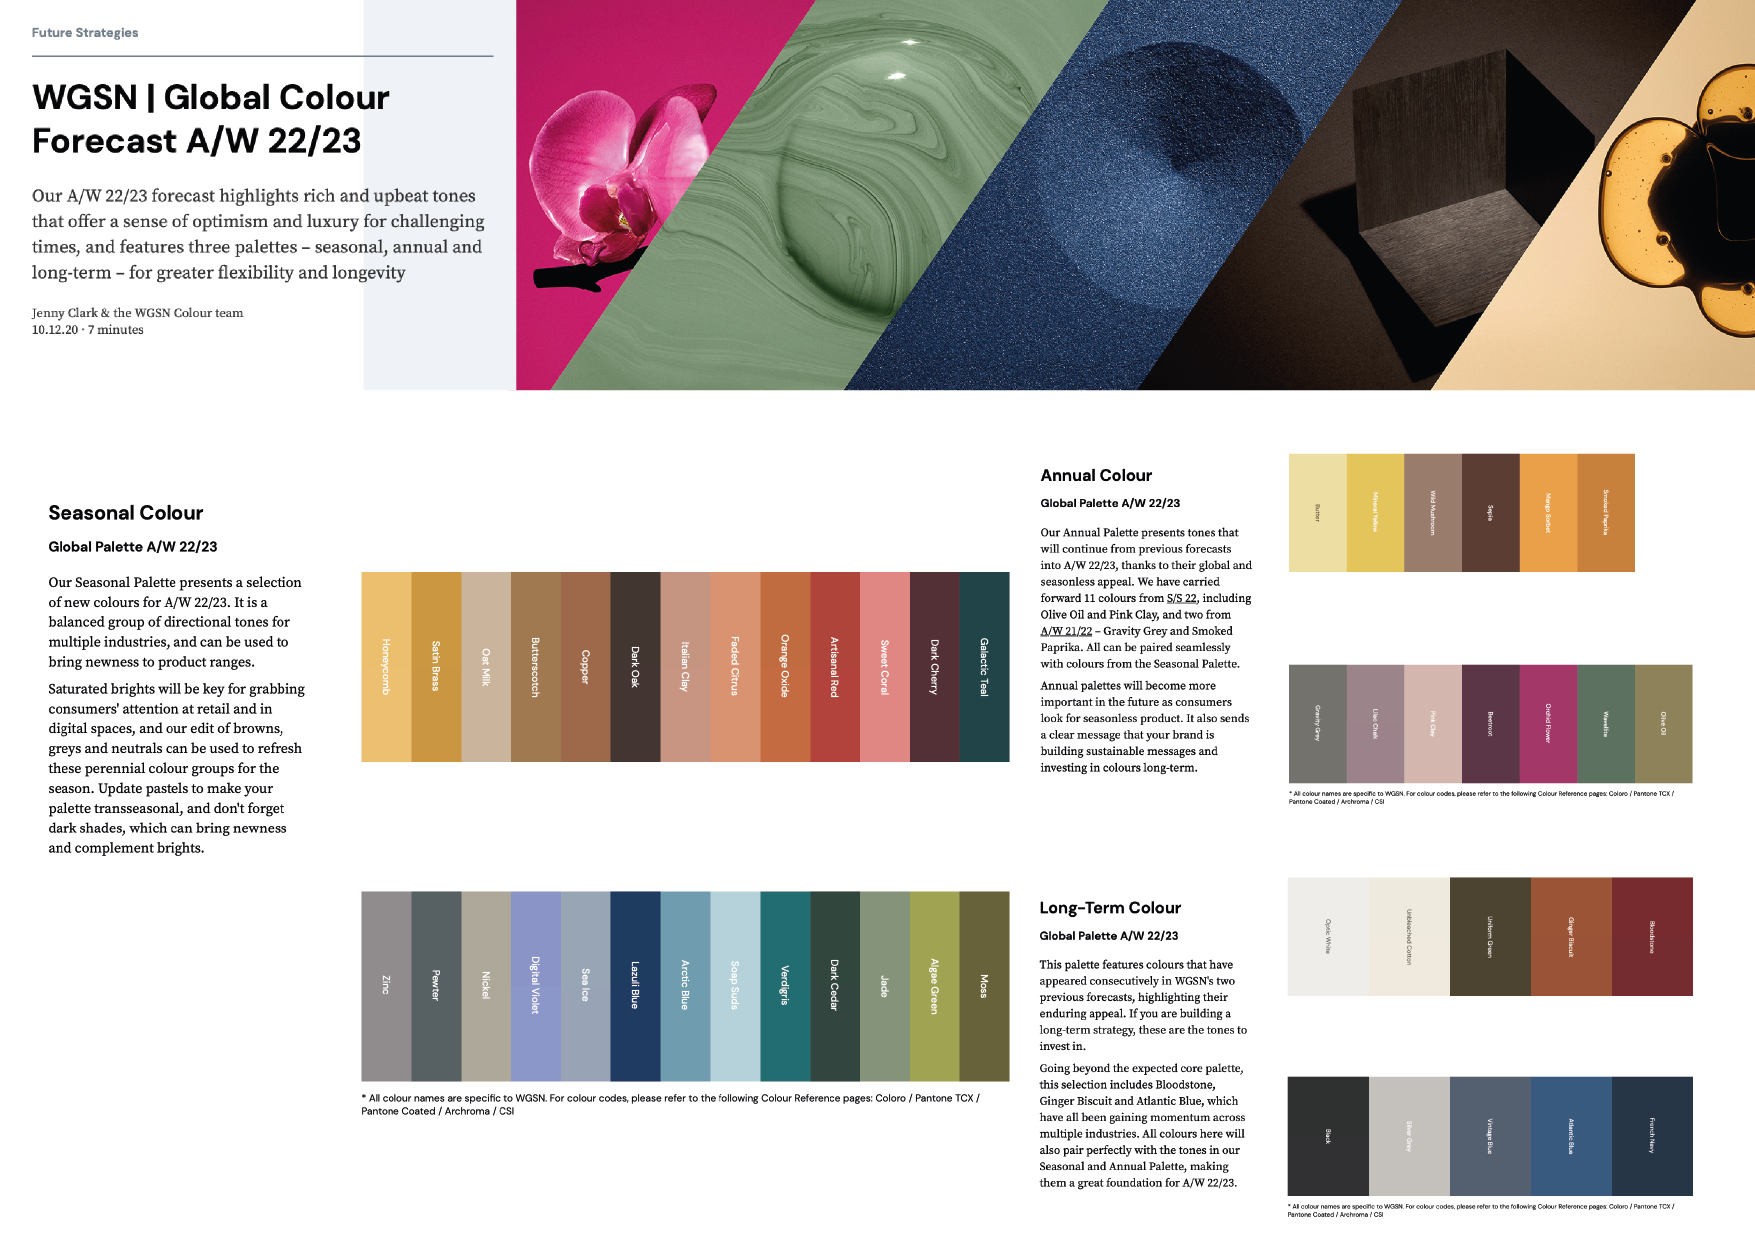 Future Strategies
WGSN | Global Colour
Forecast A/W 22/23
Our A/W 22/23 forecast highlights rich and upbeat tones
that offer a sense of optimism and luxury for challenging
times, and features three palettes – seasonal, annual and
long-term – for greater flexibility and longevity
Jenny Clark & the WGSN Colour team
10.12.20 · 7 minutes
Seasonal Colour
Global Palette A/W 22/23
Our Seasonal Palette presents a selection
of new colours for A/W 22/23. It is a
balanced group of directional tones for
multiple industries, and can be used to
bring newness to product ranges.
Saturated brights will be key for grabbing
consumers' attention at retail and in
digital spaces, and our edit of browns,
greys and neutrals can be used to refresh
these perennial colour groups for the
season. Update pastels to make your
palette transseasonal, and don't forget
dark shades, which can bring newness
and complement brights.
Honeycomb
Satin Brass
Oat Milk
Butterscotch
Copper
Dark Oak
Italian Clay
Faded Citrus
Orange Oxide
Artisanal Red
Sweet Coral
Dark Cherry
Galactic Teal
Zinc
Pewter
Nickel
Digital Violet
Sea Ice
Lazuli Blue
Arctic Blue
Soap Suds
Verdigris
Dark Cedar
Jade
Algae Green
Moss
* All colour names are specific to WGSN. For colour codes, please refer to the following Colour Reference pages: Coloro / Pantone TCX /
Pantone Coated / Archroma / CSI
Annual Colour
Global Palette A/W 22/23
Our Annual Palette presents tones that
will continue from previous forecasts
into A/W 22/23, thanks to their global and
seasonless appeal. We have carried
forward 11 colours from S/S 22, including
Olive Oil and Pink Clay, and two from
A/W 21/22 – Gravity Grey and Smoked
Paprika. All can be paired seamlessly
with colours from the Seasonal Palette.
Annual palettes will become more
important in the future as consumers
look for seasonless product. It also sends
a clear message that your brand is
building sustainable messages and
investing in colours long-term.
Butter
Mineral Yellow
Wild Mushroom
Sepia
Mango Sorbet
Smoked Paprika
Gravity Grey
Lilac Chalk
Pink Clay
Beetroot
Orchid Flower
Wavellite
Olive Oil
* All colour names are specific to WGSN. For colour codes, please refer to the following Colour Reference pages: Coloro / Pantone TCX /
Pantone Coated / Archroma / CSI
Long-Term Colour
Global Palette A/W 22/23
This palette features colours that have
appeared consecutively in WGSN's two
previous forecasts, highlighting their
enduring appeal. If you are building a
long-term strategy, these are the tones to
invest in.
Going beyond the expected core palette,
this selection includes Bloodstone,
Ginger Biscuit and Atlantic Blue, which
have all been gaining momentum across
multiple industries. All colours here will
also pair perfectly with the tones in our
Seasonal and Annual Palette, making
them a great foundation for A/W 22/23.
Optic White
Unbleached Cotton
Uniform Green
Ginger Biscuit
Bloodstone
Black
Silver Grey
Vintage Blue
Atlantic Blue
French Navy
* All colour names are specific to WGSN. For colour codes, please refer to the following Colour Reference pages: Coloro / Pantone TCX /
Pantone Coated / Archroma / CSI